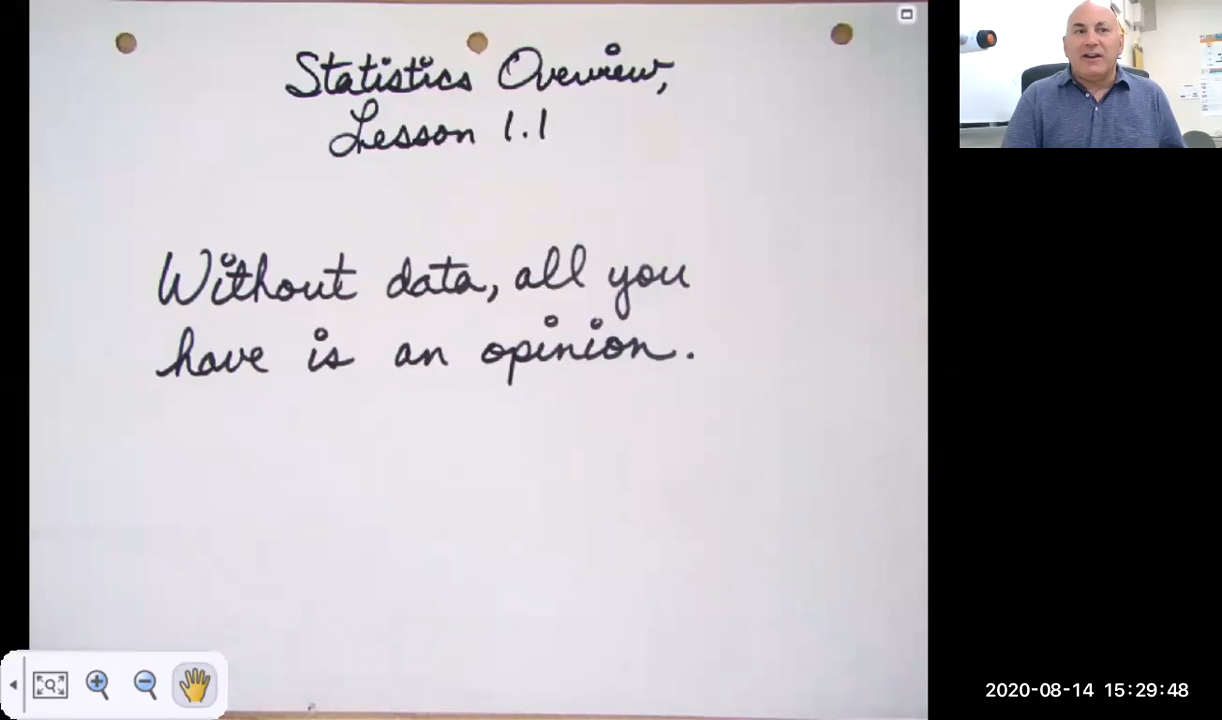 Statistics Overview,
Lesson 1.1
Without data, all you
have is an opinion.
2020-08-14 15:29:48